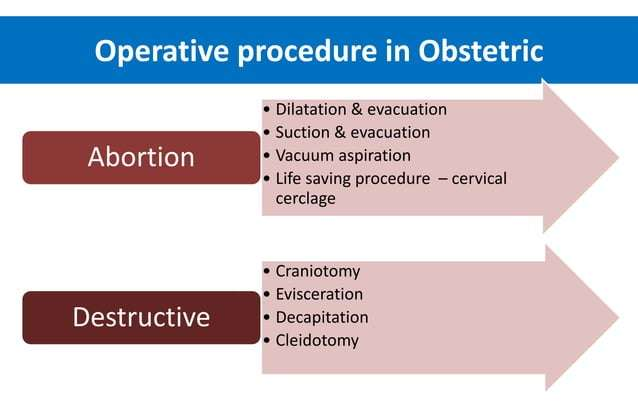 Operative procedure in Obstetric
Abortion
• Dilatation & evacuation
• Suction & evacuation
• Vacuum aspiration
• Life saving procedure – cervical
cerclage
Destructive
• Craniotomy
• Evisceration
• Decapitation
• Cleidotomy